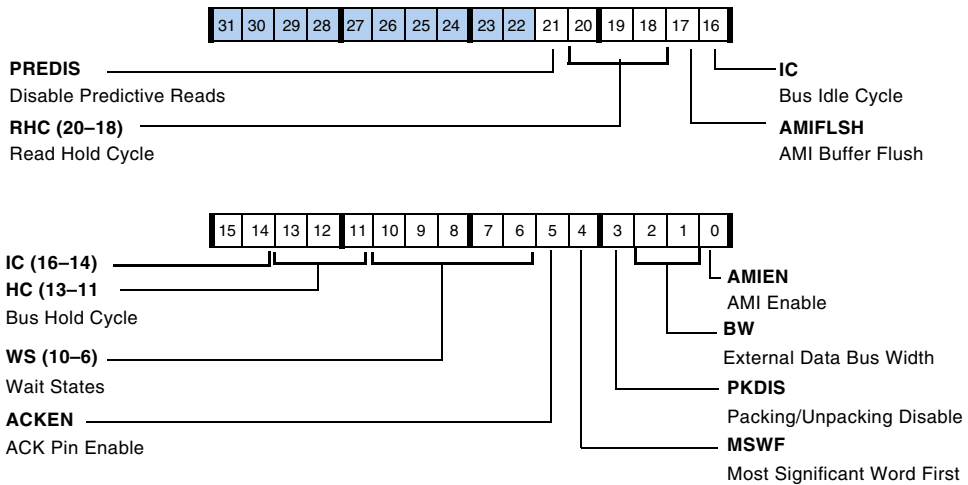 31 30 29 28 27 26 25 24 23 22 21 20 19 18 17 16
PREDIS
Disable Predictive Reads
RHC (20–18)
Read Hold Cycle
IC
Bus Idle Cycle
AMIFLSH
AMI Buffer Flush
15 14 13 12 11 10 9 8 7 6 5 4 3 2 1 0
IC (16–14)
HC (13–11
Bus Hold Cycle
WS (10–6)
Wait States
ACKEN
ACK Pin Enable
AMIEN
AMI Enable
BW
External Data Bus Width
PKDIS
Packing/Unpacking Disable
MSWF
Most Significant Word First